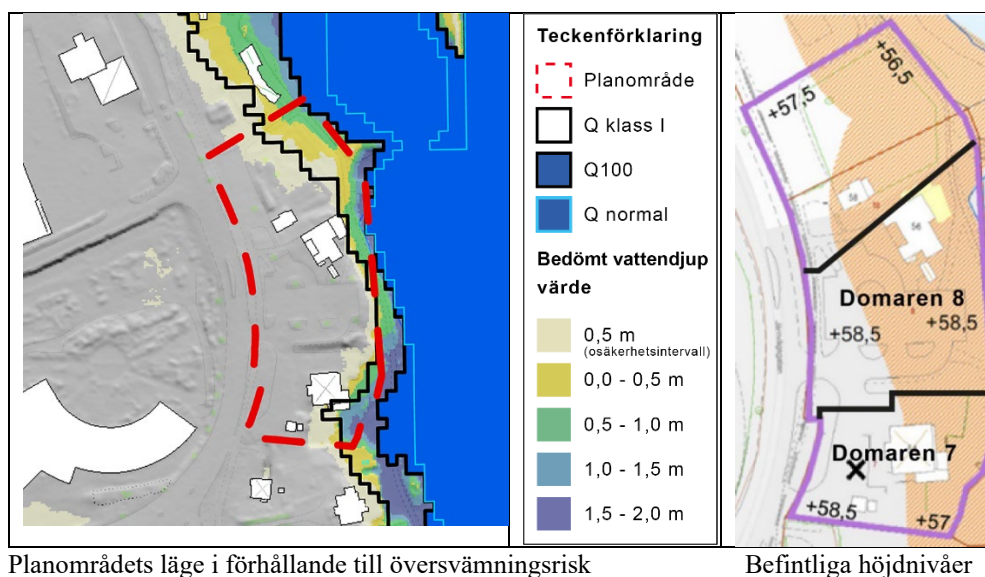 Teckenförklaring
Planområde
Q klass I
Q100
Q normal
Bedömt vattendjup
värde
0,5 m
(osäkerhetsintervall)
0,0 - 0,5 m
0,5 - 1,0 m
1,0 - 1,5 m
1,5 - 2,0 m
+56,5
+57,5
58
56
Domaren 8
+58,5
+58,5
Domaren 7
+58,5
+57
Planområdets läge i förhållande till översvämningsrisk
Befintliga höjdnivåer